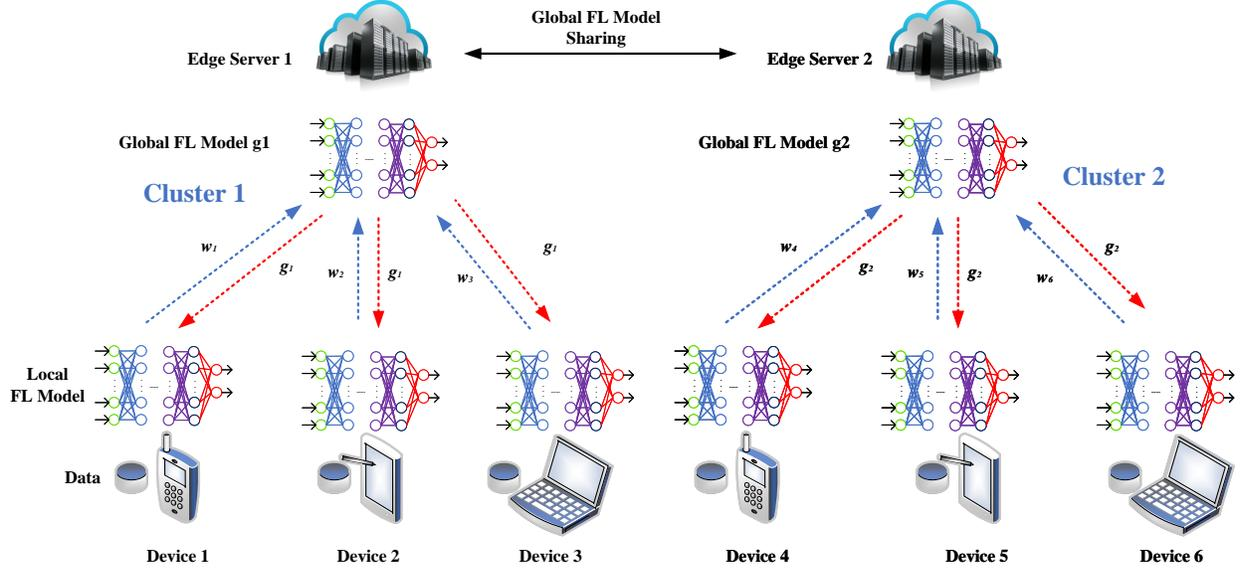 Global FL Model
Sharing
Edge Server 1
Edge Server 2
Global FL Model g1
Global FL Model g2
Cluster 1
Cluster 2
w₁
g₁
w₂
g₁
w₃
g₁
w₄
g₂
w₅
g₂
w₆
g₂
Local
FL Model
Data
Device 1
Device 2
Device 3
Device 4
Device 5
Device 6